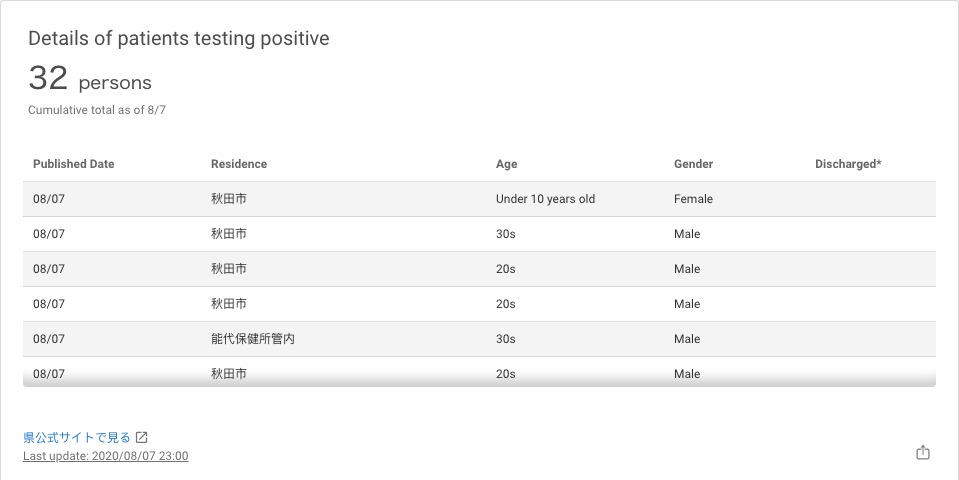 Details of patients testing positive
32 persons
Cumulative total as of 8/7
Published Date Residence Age Gender Discharged*
08/07 秋田市 Under 10 years old Female
08/07 秋田市 30s Male
08/07 秋田市 20s Male
08/07 秋田市 20s Male
08/07 能代保健所管内 30s Male
08/07 秋田市 20s Male
県公式サイトで見る
Last update: 2020/08/07 23:00